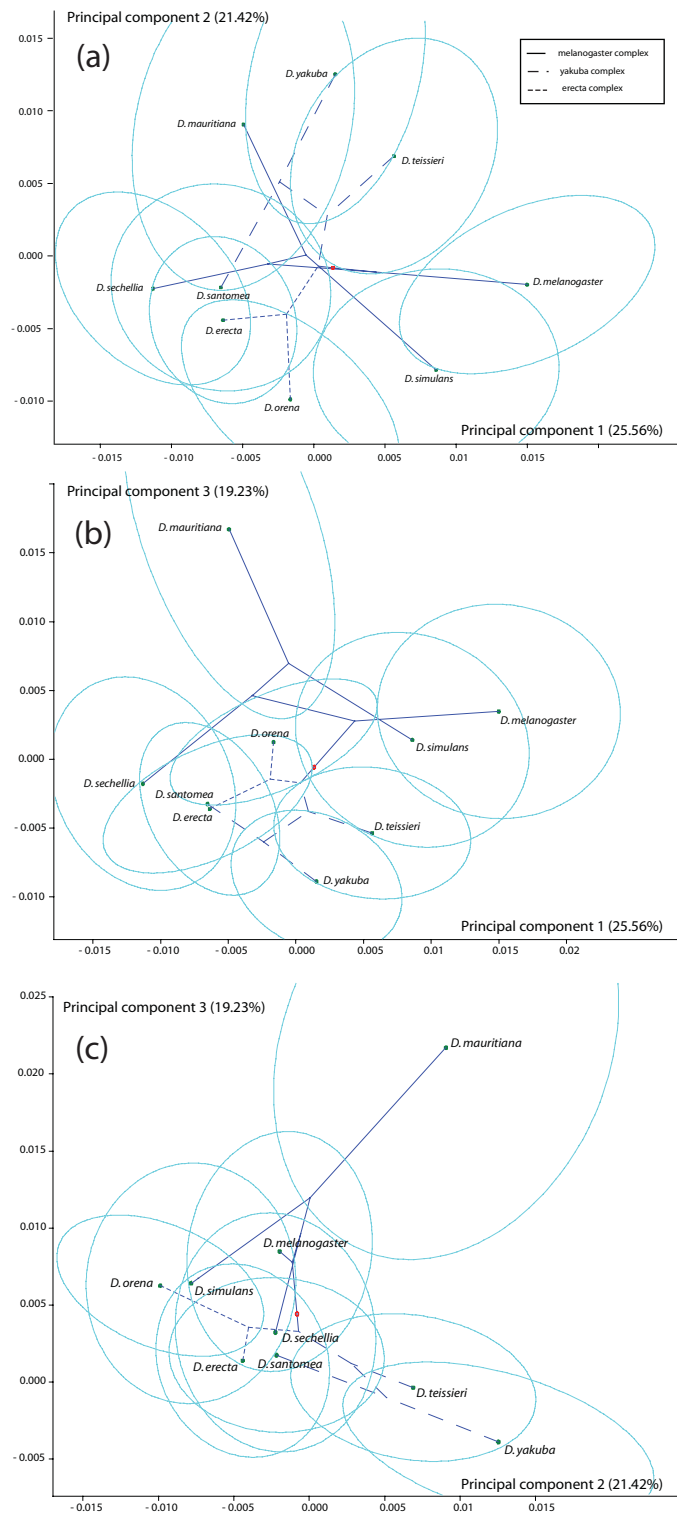 Principal component 2 (21.42%)
(a)
melanogaster complex
yakuba complex
erecta complex
0.015
0.010
0.005
0.000
- 0.005
- 0.010
D. yakuba
D. mauritiana
D. teissieri
D. sechellia
D. santomea
D. melanogaster
D. erecta
D. simulans
D. orena
Principal component 1 (25.56%)
- 0.015
- 0.010
- 0.005
0.000
0.005
0.01
0.015
Principal component 3 (19.23%)
(b)
0.015
0.010
0.005
0.000
- 0.005
- 0.010
D. mauritiana
D. melanogaster
D. orena
D. simulans
D. sechellia
D. santomea
D. erecta
D. teissieri
D. yakuba
Principal component 1 (25.56%)
- 0.015
- 0.010
- 0.005
0.000
0.005
0.01
0.015
0.02
0.025
Principal component 3 (19.23%)
(c)
0.020
0.015
0.010
0.005
0.000
-0.005
D. mauritiana
D. melanogaster
D. orena
D. simulans
D. sechellia
D. erecta
D. santomea
D. teissieri
D. yakuba
Principal component 2 (21.42%)
- 0.015
- 0.010
- 0.005
0.000
0.005
0.01
0.015